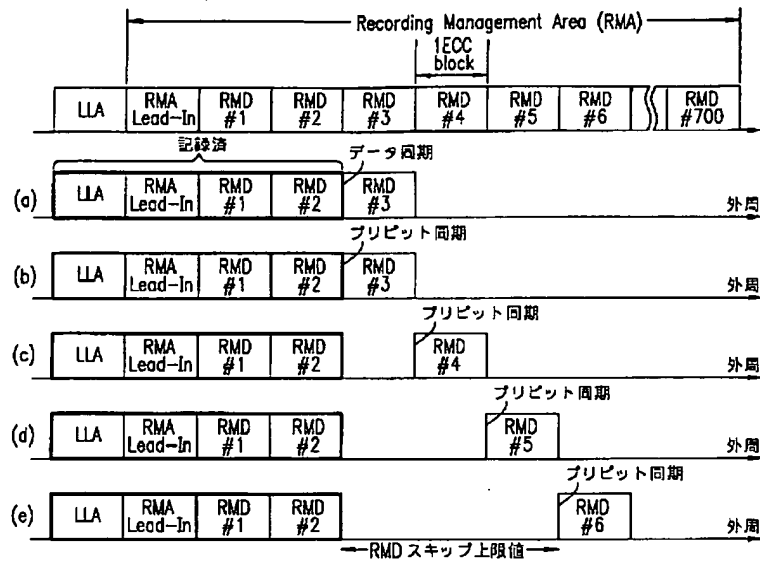 Recording Management Area (RMA)
1ECC
block
LLA
RMA
Lead-In
RMD
#1
RMD
#2
RMD
#3
RMD
#4
RMD
#5
RMD
#6
RMD
#700
記録済
データ同期
(a)
LLA
RMA
Lead-In
RMD
#1
RMD
#2
RMD
#3
外周
プリピット同期
(b)
LLA
RMA
Lead-In
RMD
#1
RMD
#2
RMD
#3
外周
プリピット同期
(c)
LLA
RMA
Lead-In
RMD
#1
RMD
#2
RMD
#4
外周
プリピット同期
(d)
LLA
RMA
Lead-In
RMD
#1
RMD
#2
RMD
#5
外周
プリピット同期
(e)
LLA
RMA
Lead-In
RMD
#1
RMD
#2
RMD
#6
外周
RMDスキップ上限値